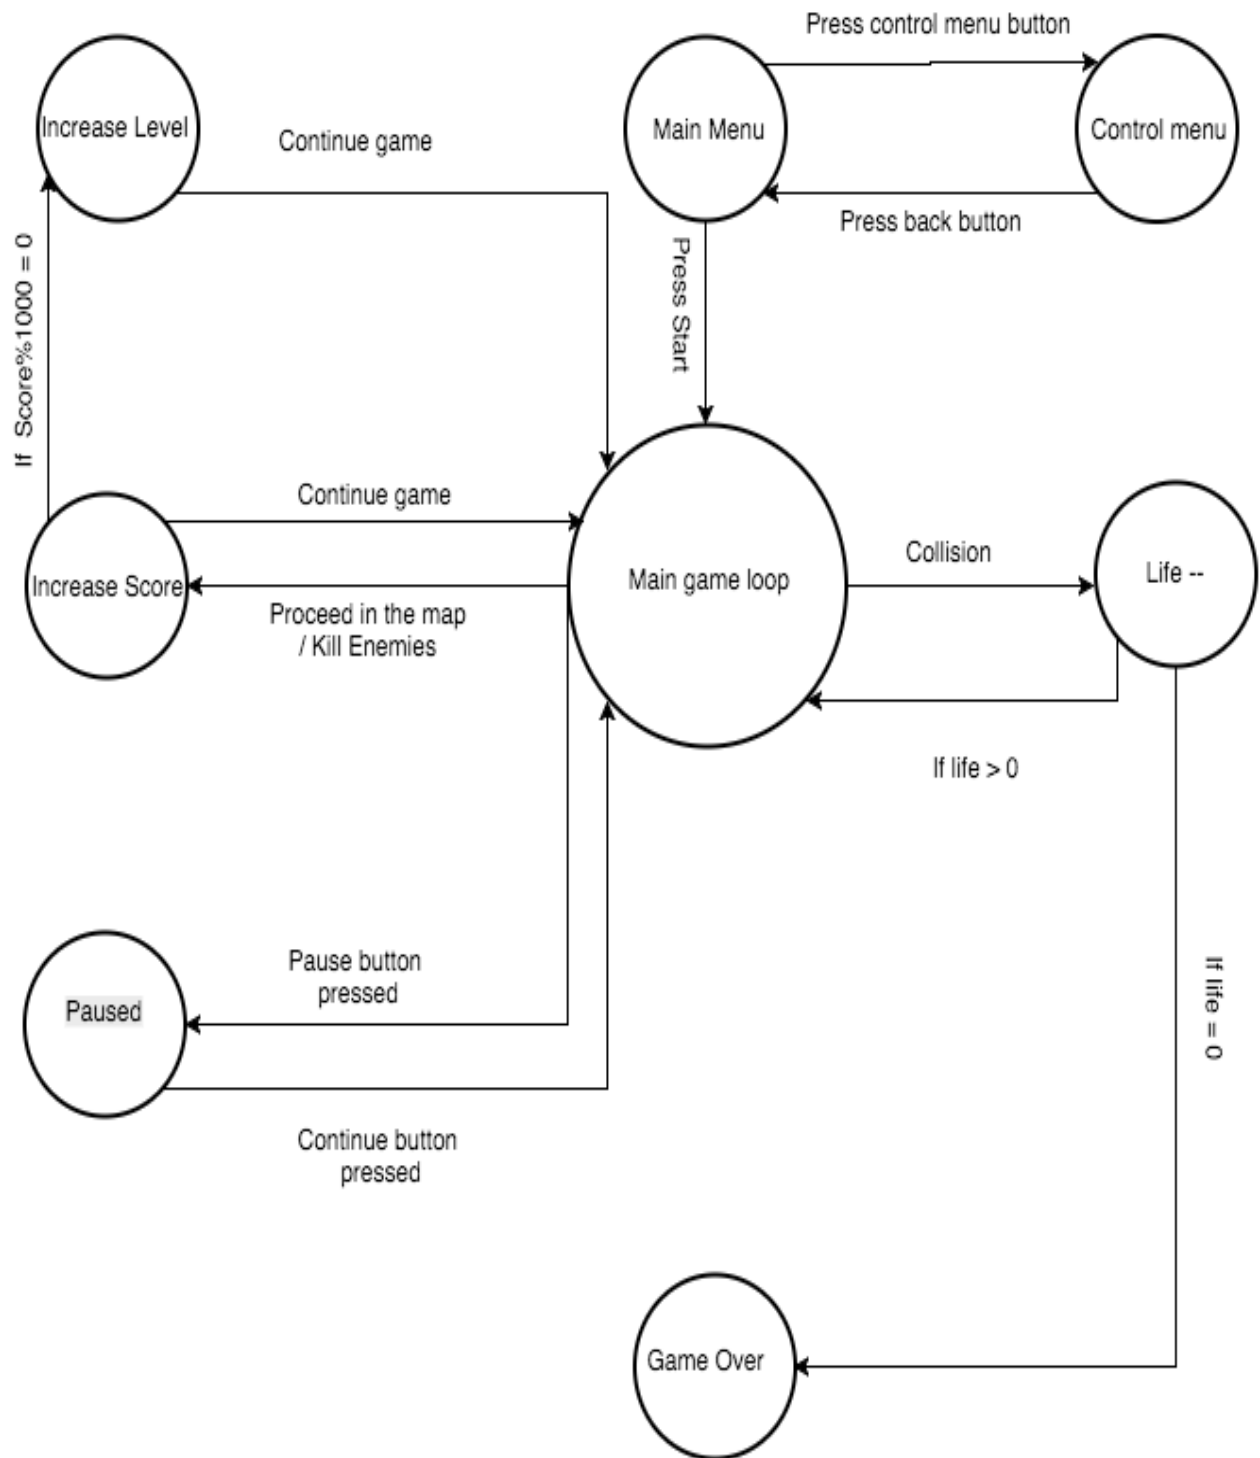 Press control menu button
Increase Level
Continue game
Main Menu
Control menu
Press back button
Press Start
If  Score%1000 = 0
Continue game
Collision
Life --
Main game loop
Increase Score
Proceed in the map
/ Kill Enemies
If life > 0
Pause button
pressed
Paused
If life = 0
Continue button
pressed
Game Over